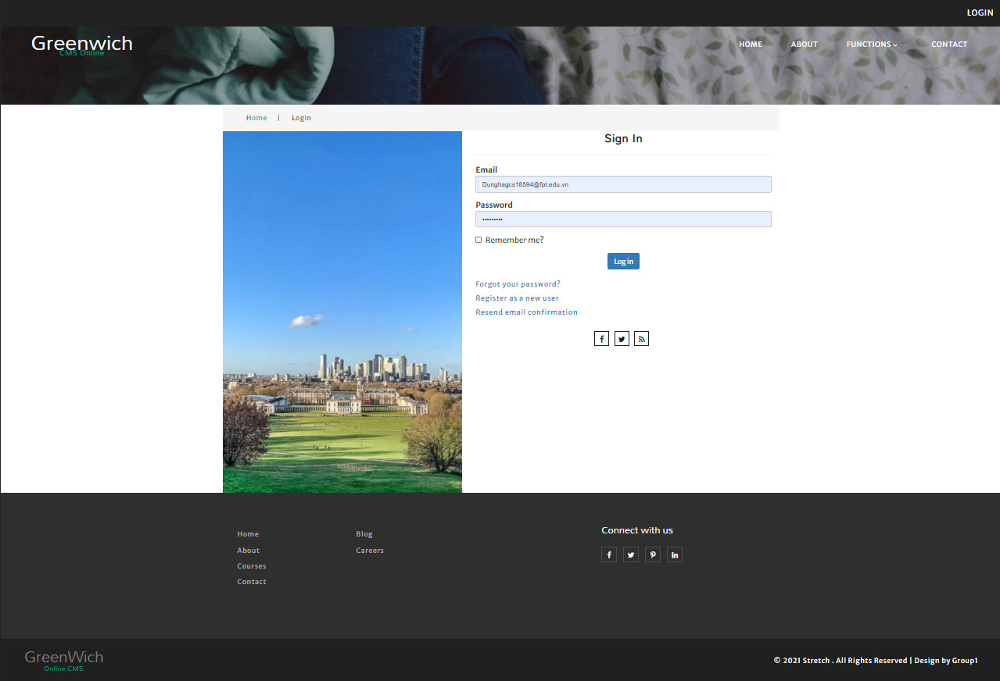 LOGIN
Greenwich
CMS Online
HOME ABOUT FUNCTIONS CONTACT
Home | Login
Sign In
Email
Dunghagcs18594@fpt.edu.vn
Password
•••••••••
Remember me?
Login
Forgot your password?
Register as a new user
Resend email confirmation
Home Blog Connect with us
About Careers
Courses
Contact
GreenWich
Online CMS
© 2021 Stretch . All Rights Reserved | Design by Group1